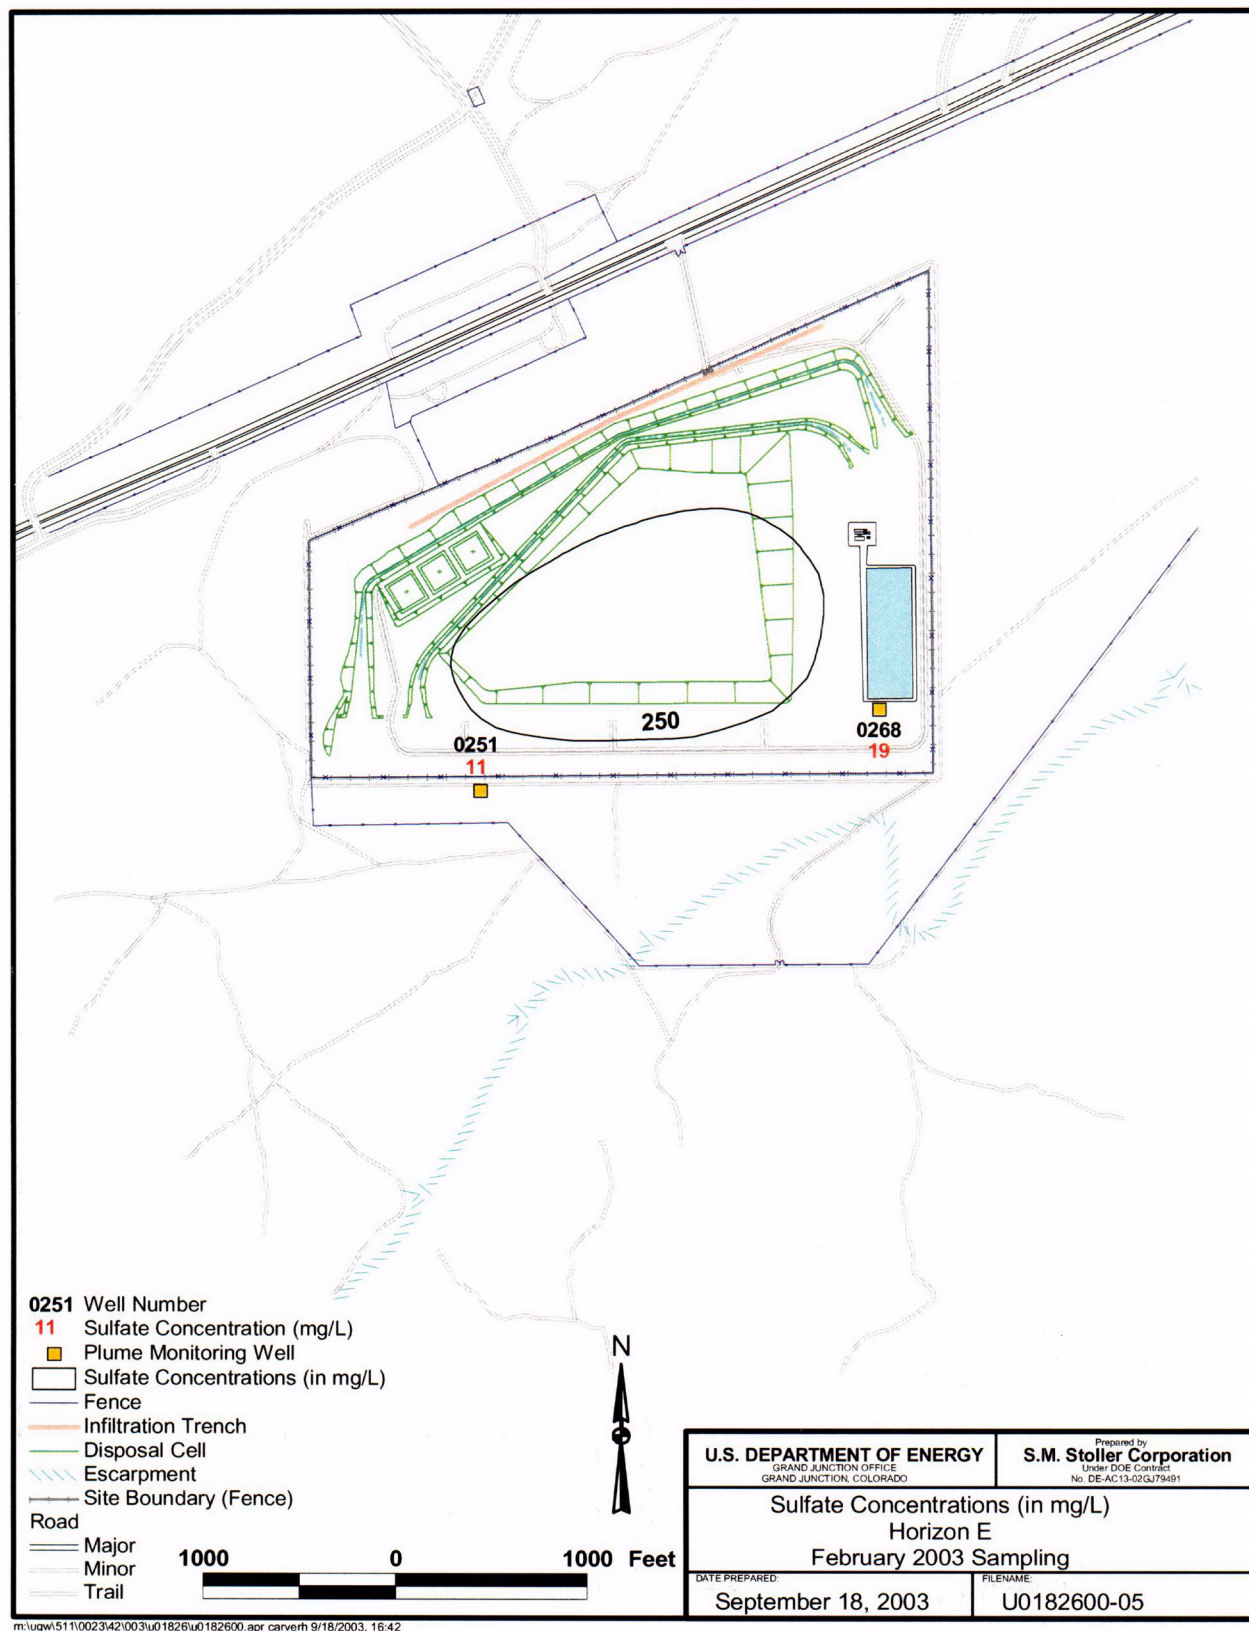 250
0251
11
0268
19
0251 Well Number
11 Sulfate Concentration (mg/L)
Plume Monitoring Well
Sulfate Concentrations (in mg/L)
Fence
Infiltration Trench
Disposal Cell
Escarpment
Site Boundary (Fence)
Road
Major
Minor
Trail
N
1000 0 1000 Feet
U.S. DEPARTMENT OF ENERGY
GRAND JUNCTION OFFICE
GRAND JUNCTION, COLORADO
Prepared by
S.M. Stoller Corporation
Under DOE Contract
No. DE-AC13-02GJ79491
Sulfate Concentrations (in mg/L)
Horizon E
February 2003 Sampling
DATE PREPARED:
September 18, 2003
FILENAME:
U0182600-05
m:\ugw\511\0023\42\003\u01826\u0182600.apr carverh 9/18/2003, 16:42